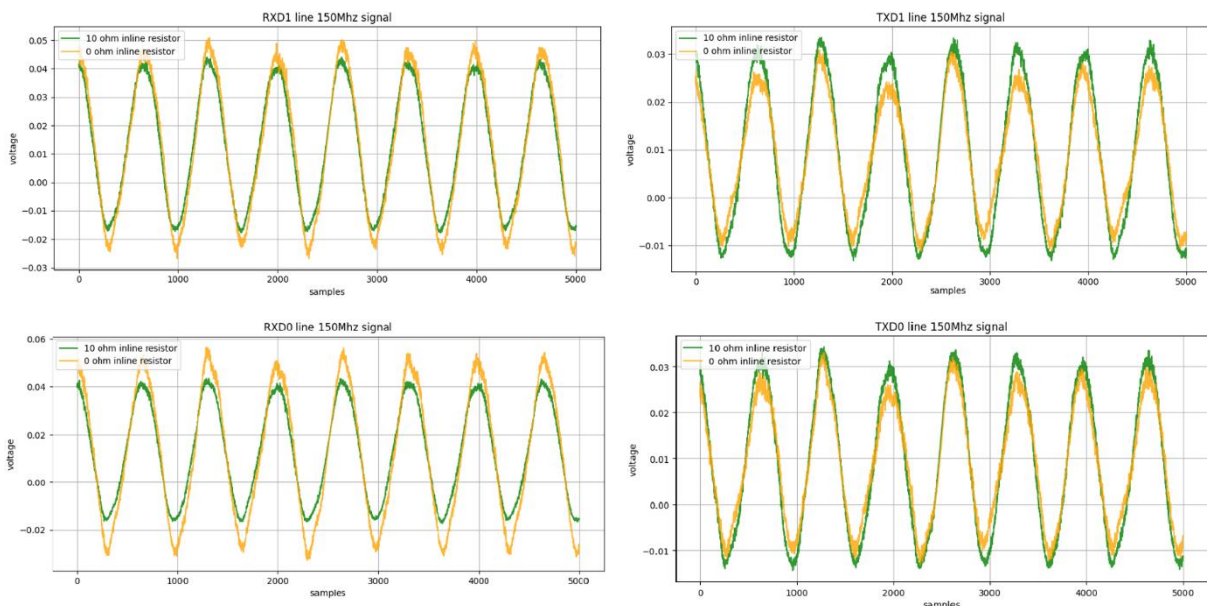 RXD1 line 150Mhz signal
10 ohm inline resistor
0 ohm inline resistor
0.05
0.04
0.03
0.02
0.01
0.00
−0.01
−0.02
−0.03
voltage
0 1000 2000 3000 4000 5000
samples
TXD1 line 150Mhz signal
10 ohm inline resistor
0 ohm inline resistor
0.03
0.02
0.01
0.00
−0.01
voltage
0 1000 2000 3000 4000 5000
samples
RXD0 line 150Mhz signal
10 ohm inline resistor
0 ohm inline resistor
0.06
0.04
0.02
0.00
−0.02
voltage
0 1000 2000 3000 4000 5000
samples
TXD0 line 150Mhz signal
10 ohm inline resistor
0 ohm inline resistor
0.03
0.02
0.01
0.00
−0.01
voltage
0 1000 2000 3000 4000 5000
samples